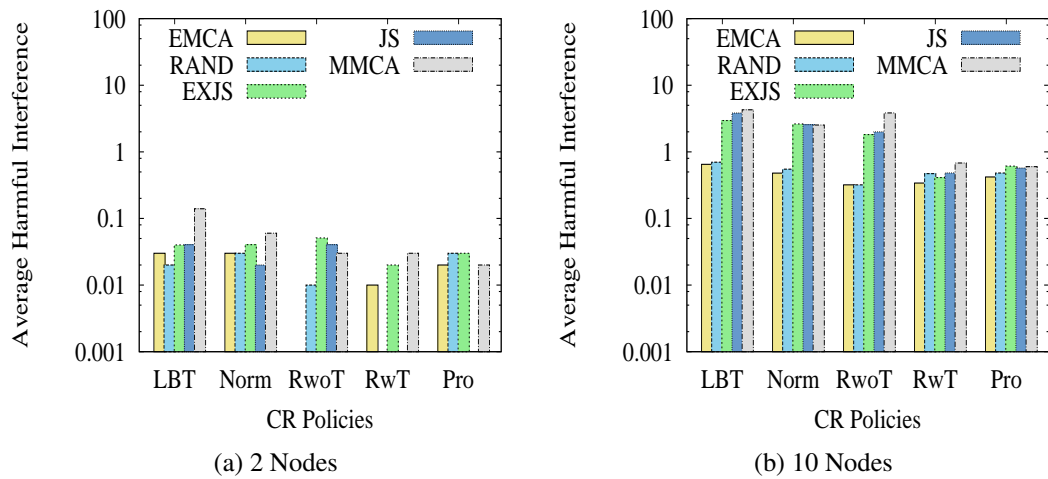 Average Harmful Interference
100
10
1
0.1
0.01
0.001
EMCA
RAND
EXJS
JS
MMCA
LBT Norm RwoT RwT Pro
CR Policies
(a) 2 Nodes
Average Harmful Interference
100
10
1
0.1
0.01
0.001
EMCA
RAND
EXJS
JS
MMCA
LBT Norm RwoT RwT Pro
CR Policies
(b) 10 Nodes